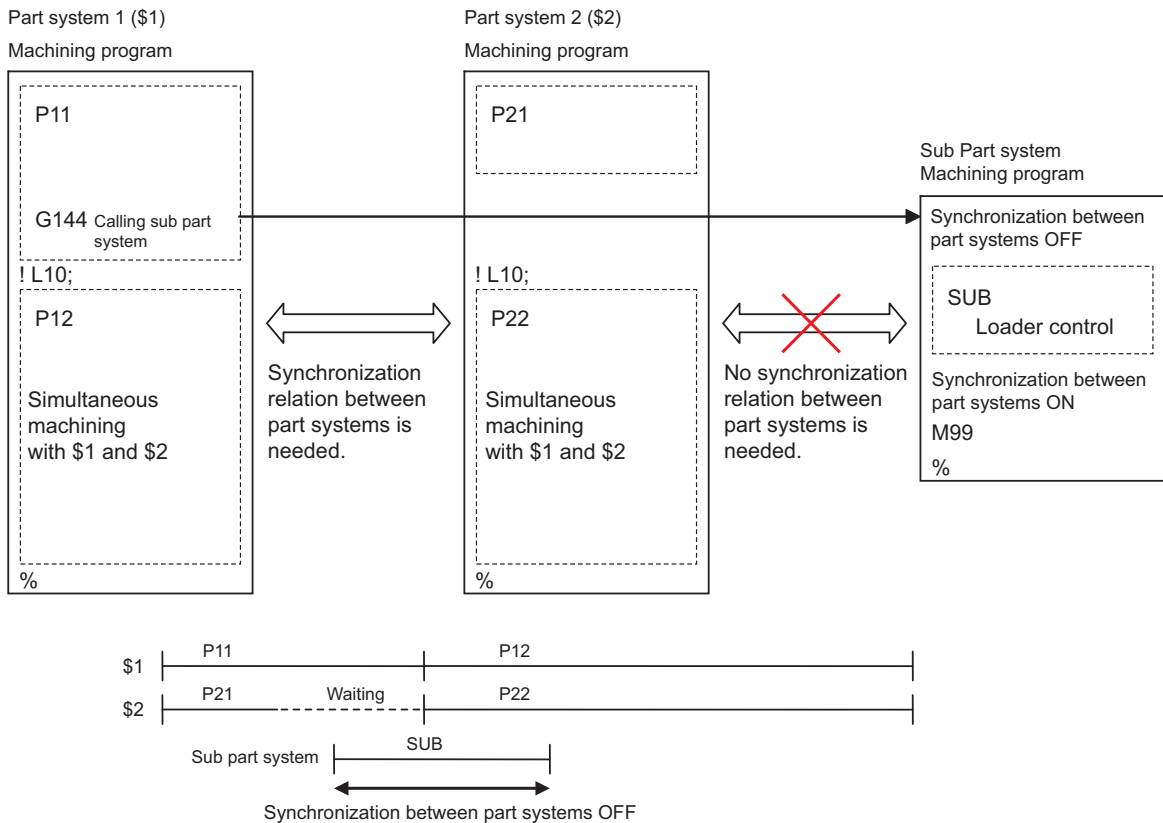 Part system 1 ($1)
Machining program
P11
G144 Calling sub part
system
! L10;
P12
Simultaneous
machining
with $1 and $2
%
Synchronization
relation between
part systems is
needed.
Part system 2 ($2)
Machining program
P21
! L10;
P22
Simultaneous
machining
with $1 and $2
%
No synchronization
relation between
part systems is
needed.
Sub Part system
Machining program
Synchronization between
part systems OFF
SUB
Loader control
Synchronization between
part systems ON
M99
%
$1 P11 P12
$2 P21 Waiting P22
Sub part system SUB
Synchronization between part systems OFF